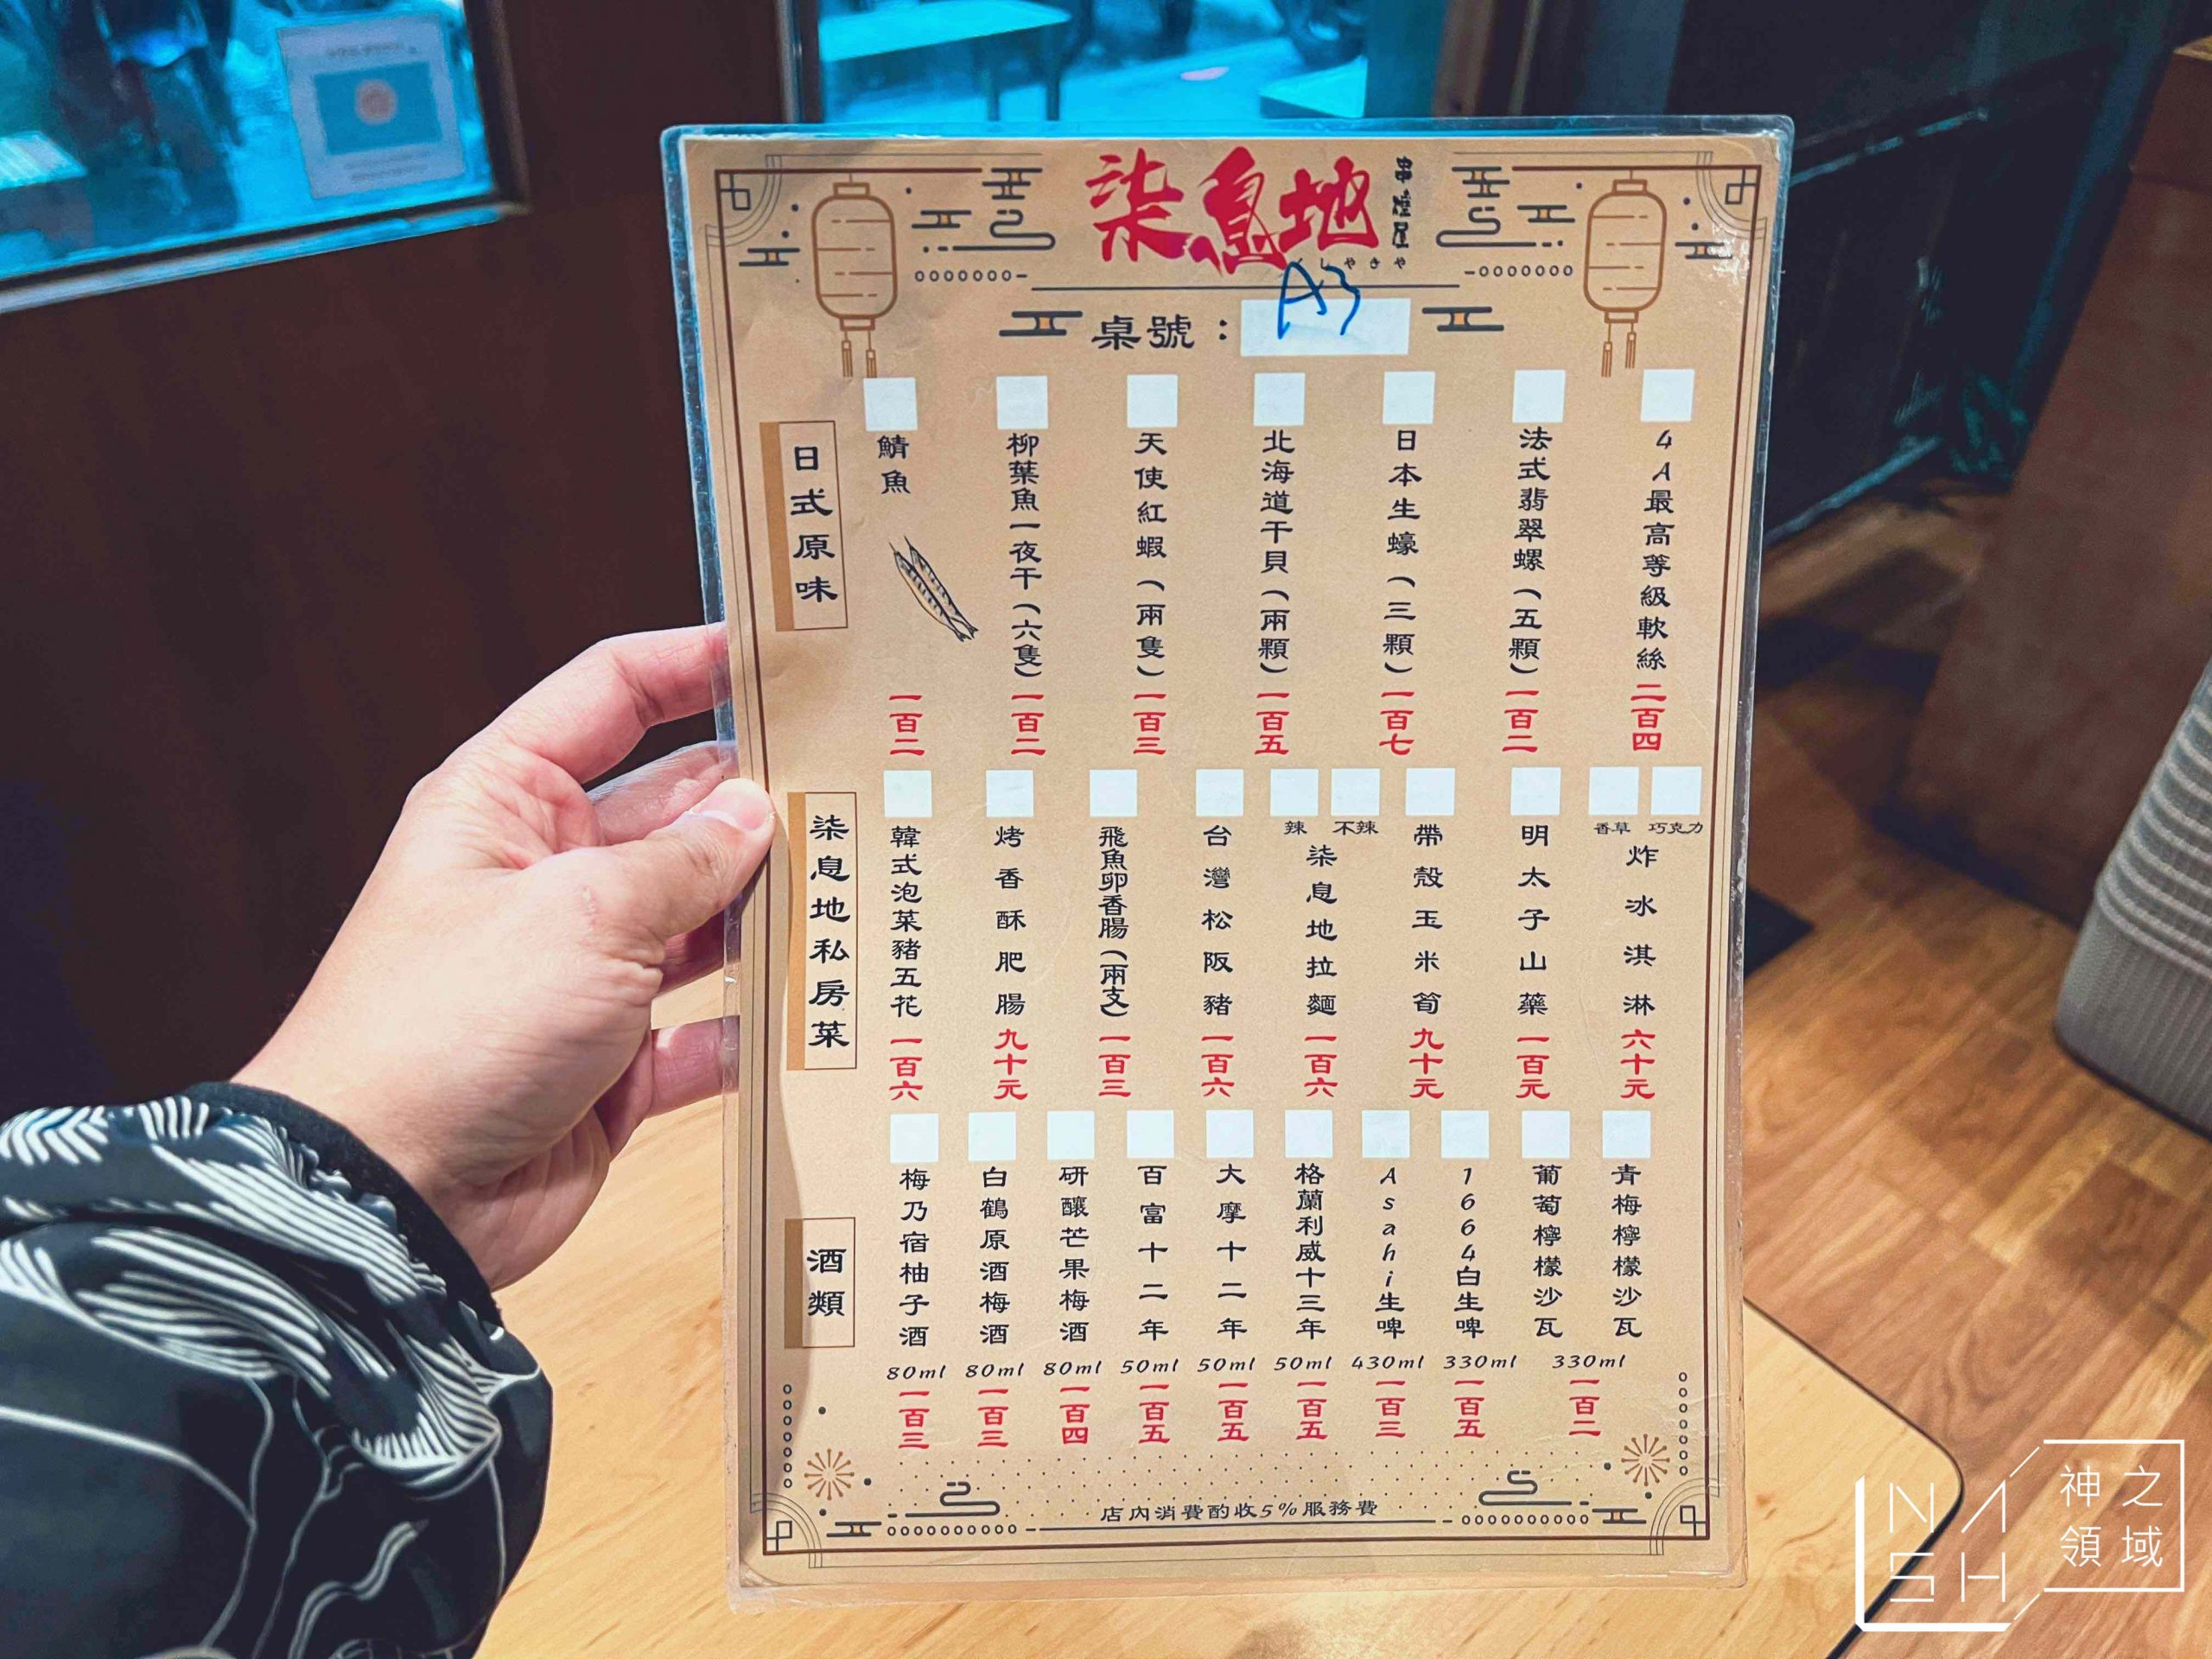 柒息地
串燒屋
くしやきや
桌號：A3
日式原味
鯖魚
一百二
柳葉魚一夜干（六隻）
一百二
天使紅蝦（兩隻）
一百三
北海道干貝（兩顆）
一百五
日本生蠔（三顆）
一百七
法式翡翠螺（五顆）
一百二
4A最高等級軟絲
二百四
柒息地私房菜
韓式泡菜豬五花
一百六
烤香酥肥腸
九十元
飛魚卵香腸（兩支）
一百三
台灣松阪豬
一百六
辣 不辣
柒息地拉麵
一百六
帶殼玉米筍
九十元
明太子山藥
一百元
香草 巧克力
炸冰淇淋
六十元
酒類
梅乃宿柚子酒
80ml
一百三
白鶴原酒梅酒
80ml
一百三
研釀芒果梅酒
80ml
一百四
百富十二年
50ml
一百五
大摩十二年
50ml
一百五
格蘭利威十三年
50ml
一百五
Asahi生啤
430ml
一百三
1664白生啤
330ml
一百五
葡萄檸檬沙瓦
青梅檸檬沙瓦
330ml
一百二
店內消費酌收5%服務費
NASH
神之領域